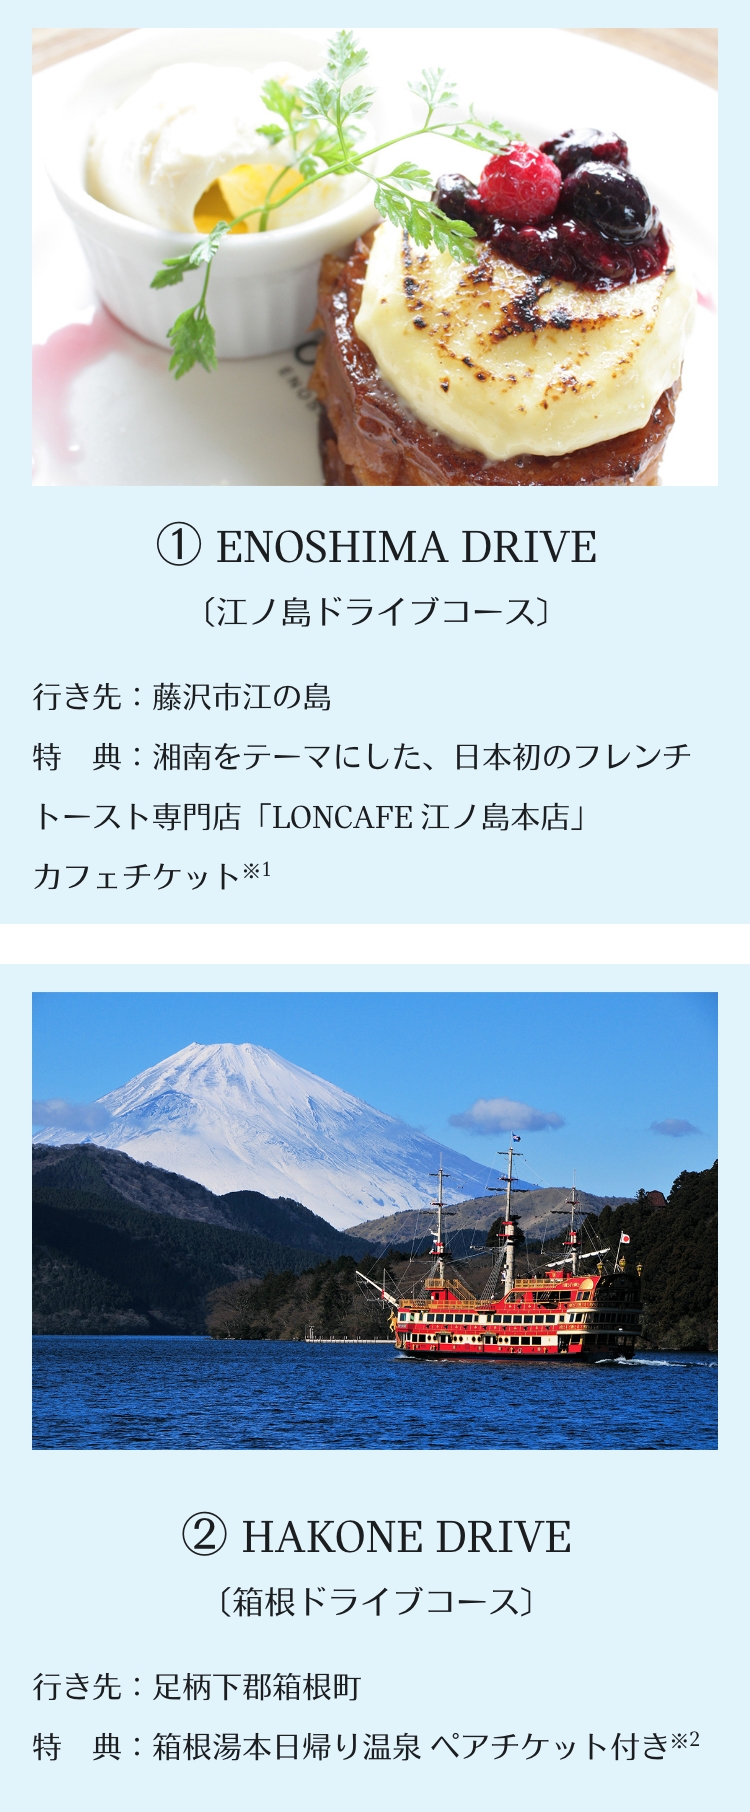 ① ENOSHIMA DRIVE
〔江ノ島ドライブコース〕
行き先：藤沢市江の島
特　典：湘南をテーマにした、日本初のフレンチ
トースト専門店「LONCAFE 江ノ島本店」
カフェチケット※1
② HAKONE DRIVE
〔箱根ドライブコース〕
行き先：足柄下郡箱根町
特　典：箱根湯本日帰り温泉 ペアチケット付き※2